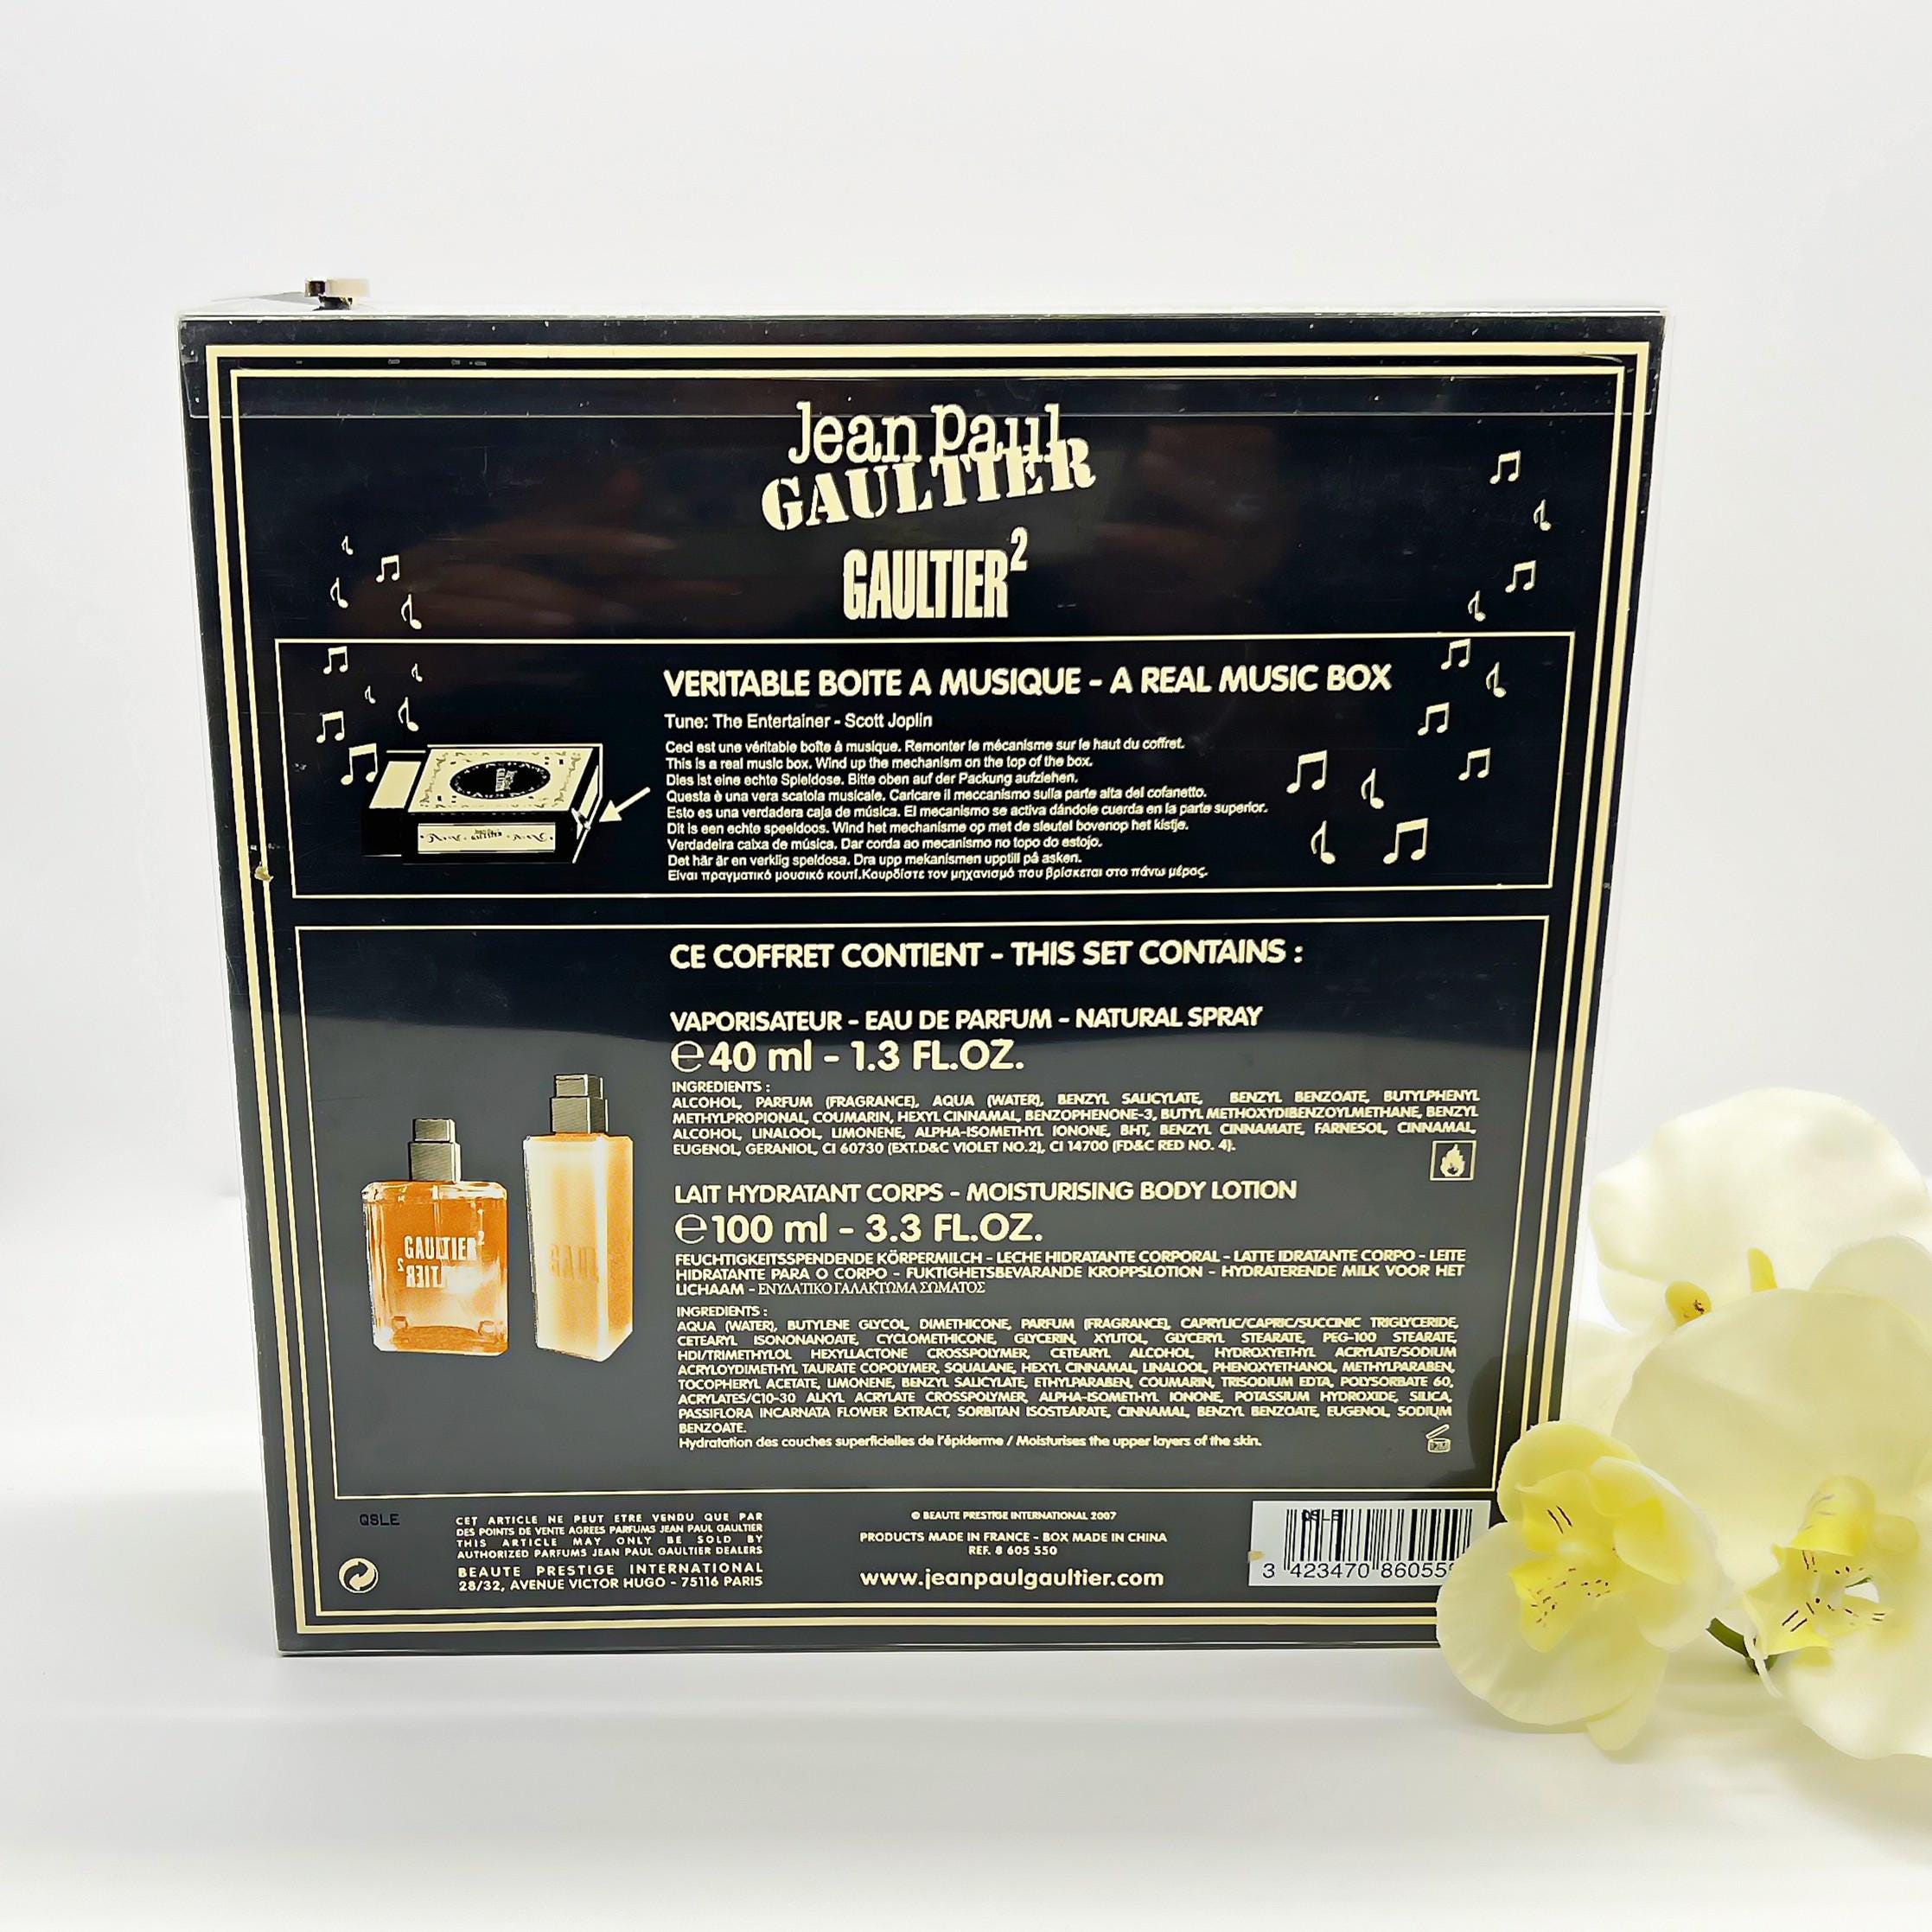 Jean Paul
GAULTIER
GAULTIER²
VERITABLE BOITE A MUSIQUE - A REAL MUSIC BOX
Tune: The Entertainer - Scott Joplin
Ceci est une véritable boîte à musique. Remonter le mécanisme sur le haut du coffret.
This is a real music box. Wind up the mechanism on the top of the box.
Dies ist eine echte Spieldose. Bitte oben auf der Packung aufziehen.
Questa è una vera scatola musicale. Caricare il meccanismo sulla parte alta del cofanetto.
Esto es una verdadera caja de música. El mecanismo se activa dándole cuerda en la parte superior.
Dit is een echte speeldoos. Wind het mechanisme op met de sleutel bovenop het kistje.
Verdadeira caixa de música. Dar corda ao mecanismo no topo do estojo.
Det här är en verklig speldosa. Dra upp mekanismen upptill på asken.
Είναι πραγματικό μουσικό κουτί.Κουρδίστε τον μηχανισμό που βρίσκεται στο πάνω μέρος.
CE COFFRET CONTIENT - THIS SET CONTAINS :
VAPORISATEUR - EAU DE PARFUM - NATURAL SPRAY
℮ 40 ml - 1.3 FL.OZ.
INGREDIENTS :
ALCOHOL, PARFUM (FRAGRANCE), AQUA (WATER), BENZYL SALICYLATE, BENZYL BENZOATE, BUTYLPHENYL
METHYLPROPIONAL, COUMARIN, HEXYL CINNAMAL, BENZOPHENONE-3, BUTYL METHOXYDIBENZOYLMETHANE, BENZYL
ALCOHOL, LINALOOL, LIMONENE, ALPHA-ISOMETHYL IONONE, BHT, BENZYL CINNAMATE, FARNESOL, CINNAMAL,
EUGENOL, GERANIOL, CI 60730 (EXT.D&C VIOLET NO.2), CI 14700 (FD&C RED NO. 4).
GAULTIER²
LAIT HYDRATANT CORPS - MOISTURISING BODY LOTION
℮ 100 ml - 3.3 FL.OZ.
FEUCHTIGKEITSSPENDENDE KÖRPERMILCH - LECHE HIDRATANTE CORPORAL - LATTE IDRATANTE CORPO - LEITE
HIDRATANTE PARA O CORPO - FUKTIGHETSBEVARANDE KROPPSLOTION - HYDRATERENDE MILK VOOR HET
LICHAAM - ΕΝΥΔΑΤΙΚΟ ΓΑΛΑΚΤΩΜΑ ΣΩΜΑΤΟΣ
INGREDIENTS :
AQUA (WATER), BUTYLENE GLYCOL, DIMETHICONE, PARFUM (FRAGRANCE), CAPRYLIC/CAPRIC/SUCCINIC TRIGLYCERIDE,
CETEARYL ISONONANOATE, CYCLOMETHICONE, GLYCERIN, XYLITOL, GLYCERYL STEARATE, PEG-100 STEARATE,
HDI/TRIMETHYLOL HEXYLLACTONE CROSSPOLYMER, CETEARYL ALCOHOL, HYDROXYETHYL ACRYLATE/SODIUM
ACRYLOYDIMETHYL TAURATE COPOLYMER, SQUALANE, HEXYL CINNAMAL, LINALOOL, PHENOXYETHANOL, METHYLPARABEN,
TOCOPHERYL ACETATE, LIMONENE, BENZYL SALICYLATE, ETHYLPARABEN, COUMARIN, TRISODIUM EDTA, POLYSORBATE 60,
ACRYLATES/C10-30 ALKYL ACRYLATE CROSSPOLYMER, ALPHA-ISOMETHYL IONONE, POTASSIUM HYDROXIDE, SILICA,
PASSIFLORA INCARNATA FLOWER EXTRACT, SORBITAN ISOSTEARATE, CINNAMAL, BENZYL BENZOATE, EUGENOL, SODIUM
BENZOATE.
Hydratation des couches superficielles de l'épiderme / Moisturises the upper layers of the skin.
QSLE
CET ARTICLE NE PEUT ETRE VENDU QUE PAR
DES POINTS DE VENTE AGREES PARFUMS JEAN PAUL GAULTIER
THIS ARTICLE MAY ONLY BE SOLD BY
AUTHORIZED PARFUMS JEAN PAUL GAULTIER DEALERS
BEAUTE PRESTIGE INTERNATIONAL
28/32, AVENUE VICTOR HUGO - 75116 PARIS
© BEAUTE PRESTIGE INTERNATIONAL 2007
PRODUCTS MADE IN FRANCE - BOX MADE IN CHINA
REF. 8 605 550
www.jeanpaulgaultier.com
3 423470 86055